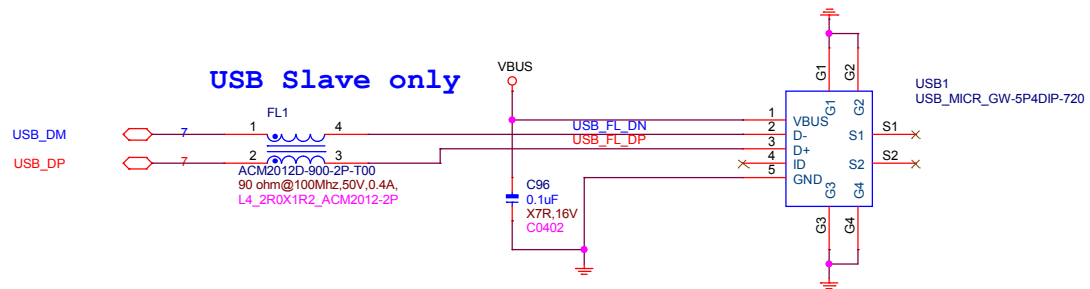 USB Slave only
VBUS
G1
G2
USB1
USB_MICR_GW-5P4DIP-720
FL1
USB_DM
7
1
4
USB_FL_DN
USB_DP
7
2
3
USB_FL_DP
ACM2012D-900-2P-T00
90 ohm@100Mhz,50V,0.4A,
L4_2R0X1R2_ACM2012-2P
C96
0.1uF
X7R,16V
C0402
1
2
3
4
5
VBUS
D-
D+
ID
GND
G1
G2
S1
S2
S1
S2
G3
G4
G3
G4